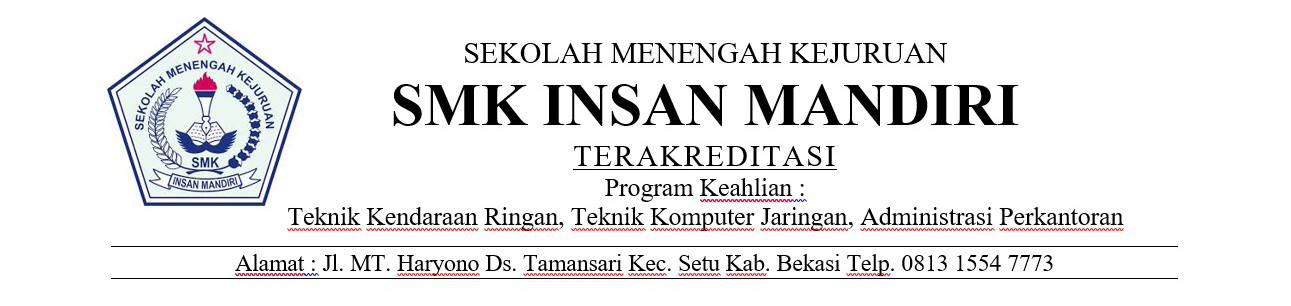 SEKOLAH MENENGAH KEJURUAN
SMK
INSAN MANDIRI
SEKOLAH MENENGAH KEJURUAN
SMK INSAN MANDIRI
TERAKREDITASI
Program Keahlian :
Teknik Kendaraan Ringan, Teknik Komputer Jaringan, Administrasi Perkantoran
Alamat : Jl. MT. Haryono Ds. Tamansari Kec. Setu Kab. Bekasi Telp. 0813 1554 7773